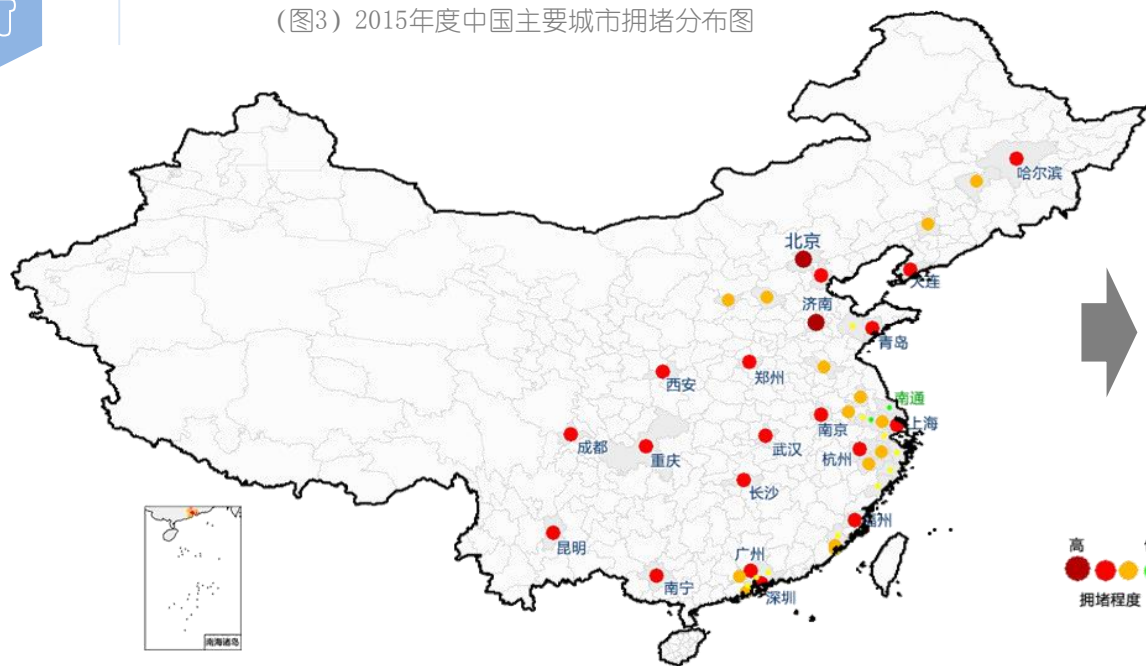 (图3) 2015年度中国主要城市拥堵分布图
哈尔滨
北京
大连
济南
青岛
郑州
西安
南通
上海
南京
成都
重庆
武汉
杭州
长沙
福州
昆明
广州
南宁
深圳
南海诸岛
高
拥堵程度